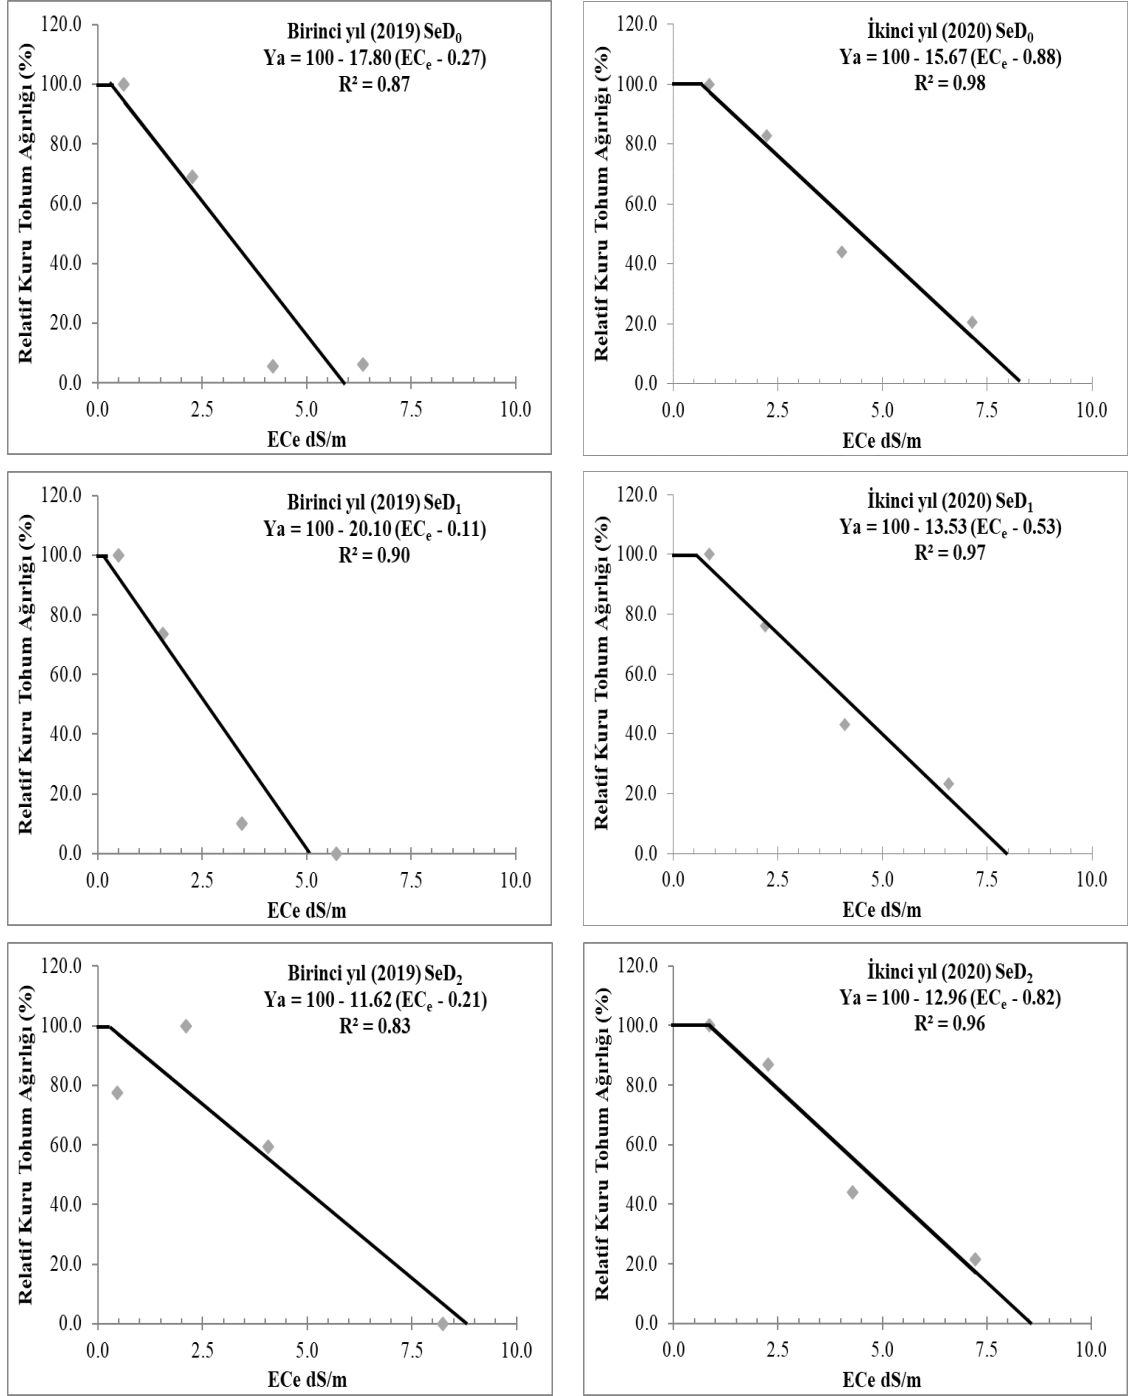 Birinci yıl (2019) SeD0
Ya = 100 - 17.80 (ECe - 0.27)
R² = 0.87
Relatif Kuru Tohum Ağırlığı (%)
120.0
100.0
80.0
60.0
40.0
20.0
0.0
0.0 2.5 5.0 7.5 10.0
ECe dS/m
İkinci yıl (2020) SeD0
Ya = 100 - 15.67 (ECe - 0.88)
R² = 0.98
Relatif Kuru Tohum Ağırlığı (%)
120.0
100.0
80.0
60.0
40.0
20.0
0.0
0.0 2.5 5.0 7.5 10.0
ECe dS/m
Birinci yıl (2019) SeD1
Ya = 100 - 20.10 (ECe - 0.11)
R² = 0.90
Relatif Kuru Tohum Ağırlığı (%)
120.0
100.0
80.0
60.0
40.0
20.0
0.0
0.0 2.5 5.0 7.5 10.0
ECe dS/m
İkinci yıl (2020) SeD1
Ya = 100 - 13.53 (ECe - 0.53)
R² = 0.97
Relatif Kuru Tohum Ağırlığı (%)
120.0
100.0
80.0
60.0
40.0
20.0
0.0
0.0 2.5 5.0 7.5 10.0
ECe dS/m
Birinci yıl (2019) SeD2
Ya = 100 - 11.62 (ECe - 0.21)
R² = 0.83
Relatif Kuru Tohum Ağırlığı (%)
120.0
100.0
80.0
60.0
40.0
20.0
0.0
0.0 2.5 5.0 7.5 10.0
ECe dS/m
İkinci yıl (2020) SeD2
Ya = 100 - 12.96 (ECe - 0.82)
R² = 0.96
Relatif Kuru Tohum Ağırlığı (%)
120.0
100.0
80.0
60.0
40.0
20.0
0.0
0.0 2.5 5.0 7.5 10.0
ECe dS/m